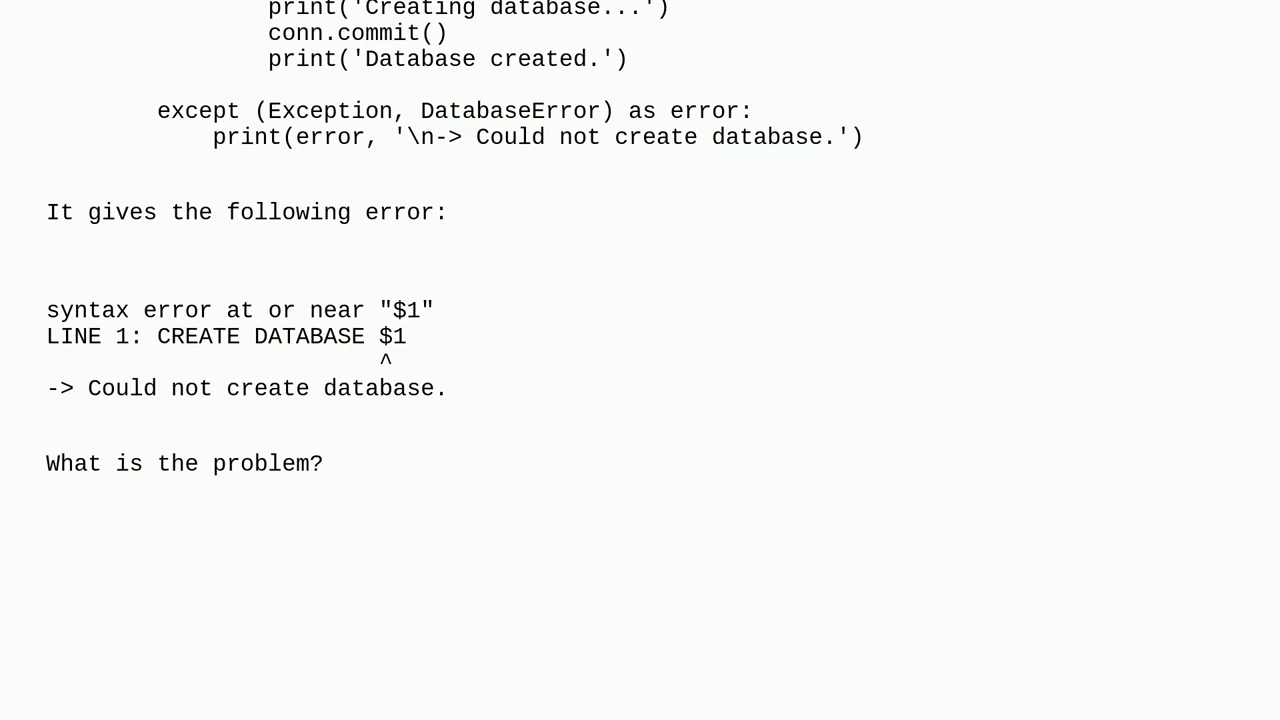 print('Creating database...')
conn.commit()
print('Database created.')
except (Exception, DatabaseError) as error:
print(error, '\n-> Could not create database.')
It gives the following error:
syntax error at or near "$1"
LINE 1: CREATE DATABASE $1
^
-> Could not create database.
What is the problem?